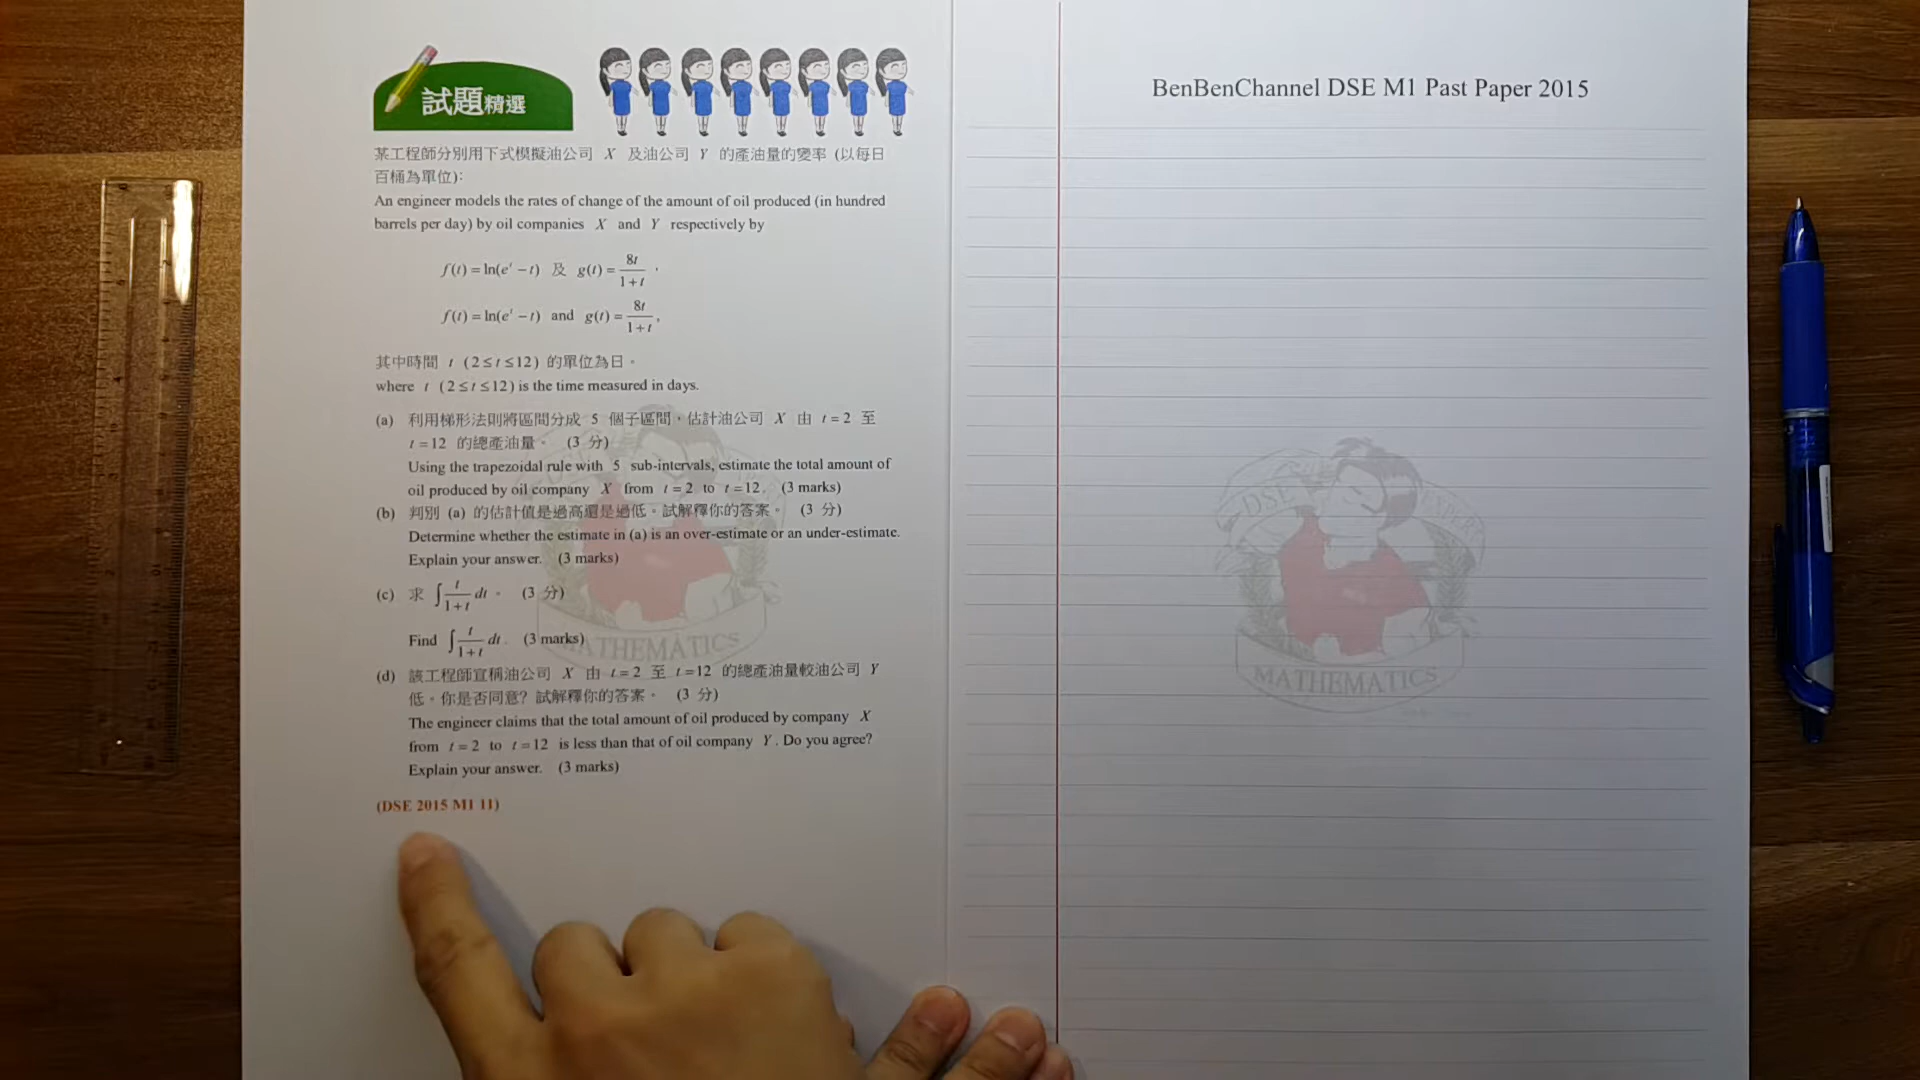 試題精選
BenBenChannel DSE M1 Past Paper 2015
某工程師分別用下式模擬油公司 X 及油公司 Y 的產油量的變率 (以每日
百桶為單位):
An engineer models the rates of change of the amount of oil produced (in hundred
barrels per day) by oil companies X and Y respectively by
f(t) = ln(e^t − t) 及 g(t) = 8t/(1+t) ,
f(t) = ln(e^t − t) and g(t) = 8t/(1+t) ,
其中時間 t (2 ≤ t ≤ 12) 的單位為日。
where t (2 ≤ t ≤ 12) is the time measured in days.
(a) 利用梯形法則將區間分成 5 個子區間,估計油公司 X 由 t = 2 至
t = 12 的總產油量。 (3 分)
Using the trapezoidal rule with 5 sub-intervals, estimate the total amount of
oil produced by oil company X from t = 2 to t = 12. (3 marks)
(b) 判別 (a) 的估計值是過高還是過低。試解釋你的答案。 (3 分)
Determine whether the estimate in (a) is an over-estimate or an under-estimate.
Explain your answer. (3 marks)
(c) 求 ∫ t/(1+t) dt 。 (3 分)
Find ∫ t/(1+t) dt . (3 marks)
(d) 該工程師宣稱油公司 X 由 t = 2 至 t = 12 的總產油量較油公司 Y
低。你是否同意? 試解釋你的答案。 (3 分)
The engineer claims that the total amount of oil produced by company X
from t = 2 to t = 12 is less than that of oil company Y. Do you agree?
Explain your answer. (3 marks)
(DSE 2015 M1 11)
MATHEMATICS
DSE
MATHEMATICS